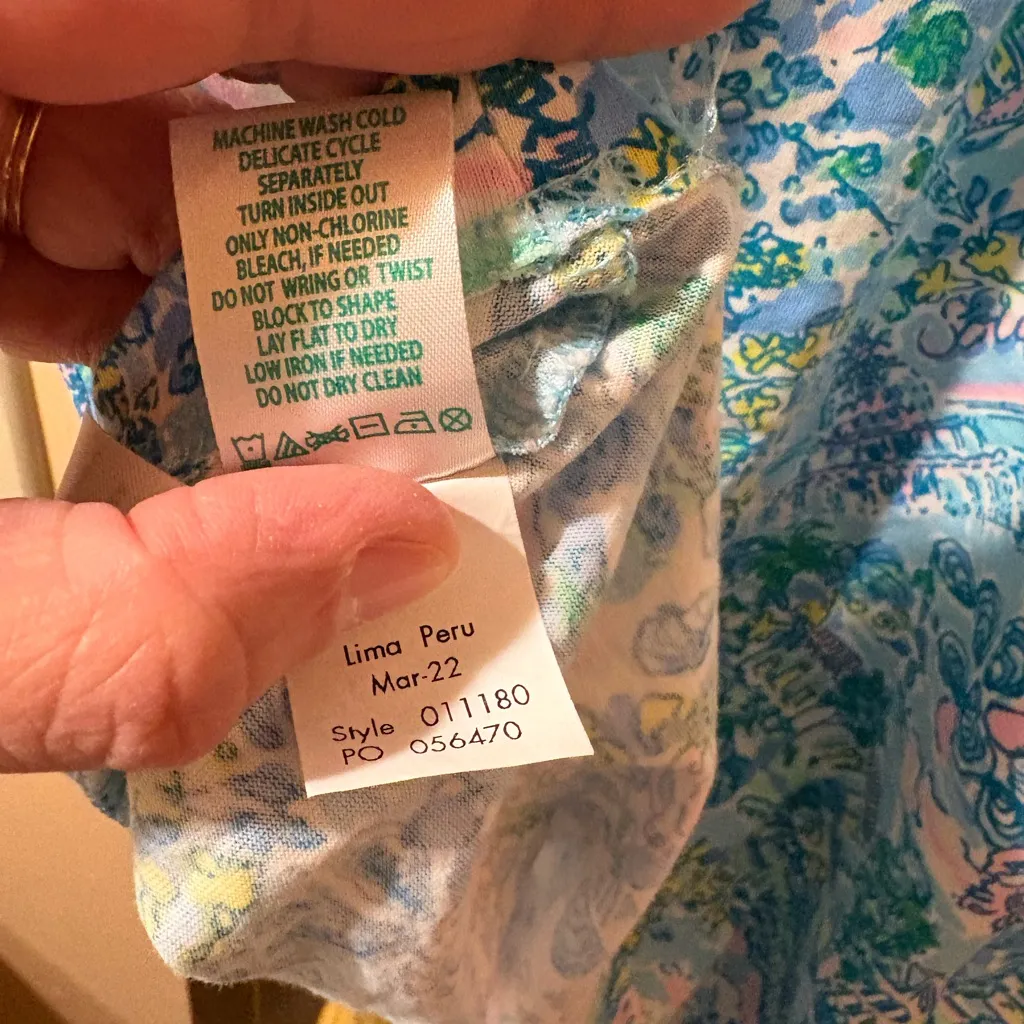 MACHINE WASH COLD
DELICATE CYCLE
SEPARATELY
TURN INSIDE OUT
ONLY NON-CHLORINE
BLEACH, IF NEEDED
DO NOT WRING OR TWIST
BLOCK TO SHAPE
LAY FLAT TO DRY
LOW IRON IF NEEDED
DO NOT DRY CLEAN
Lima Peru
Mar-22
Style 011180
PO 056470